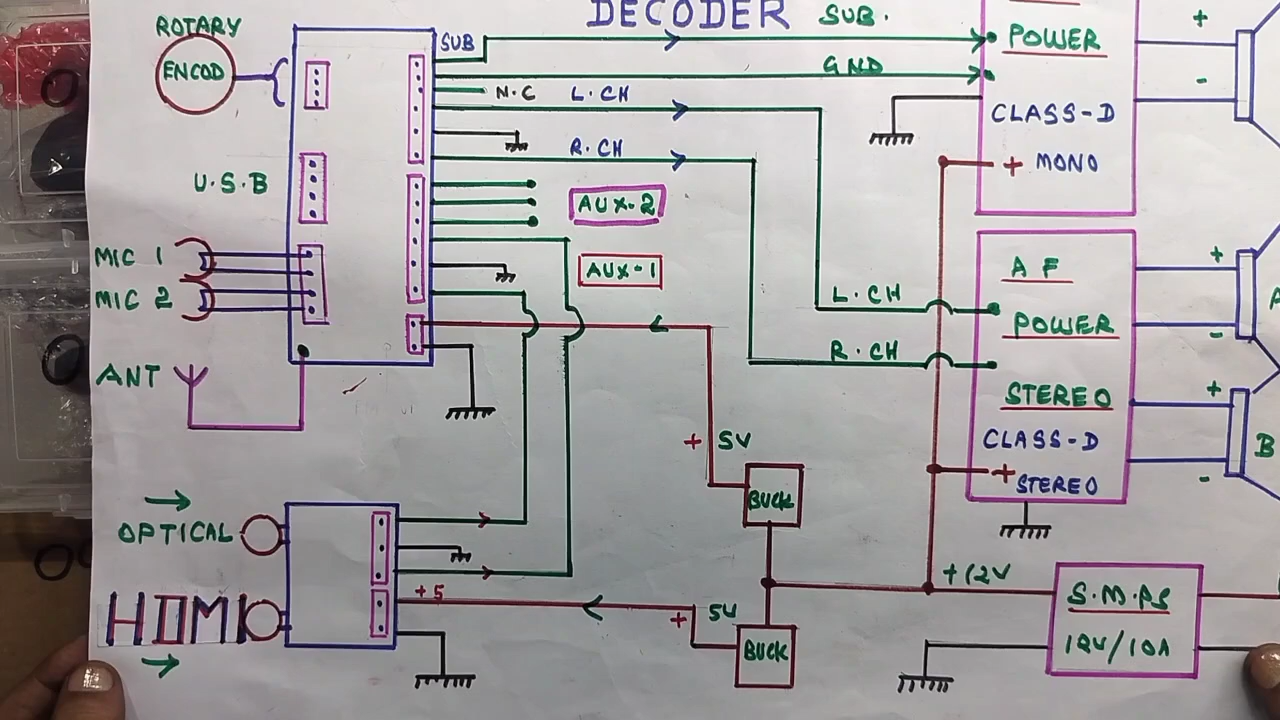 DECODER
ROTARY
ENCOD
U.S.B
MIC 1
MIC 2
ANT
OPTICAL
HDMI
SUB
SUB.
GND
N.C
L.CH
R.CH
AUX-2
AUX-1
L.CH
R.CH
POWER
CLASS-D
+ MONO
+
-
AF
POWER
STEREO
CLASS-D
+ STEREO
+
-
+
-
A
B
+ 5V
BUCK
+5
+ 5V
BUCK
+12V
S.M.PS
12V/10A